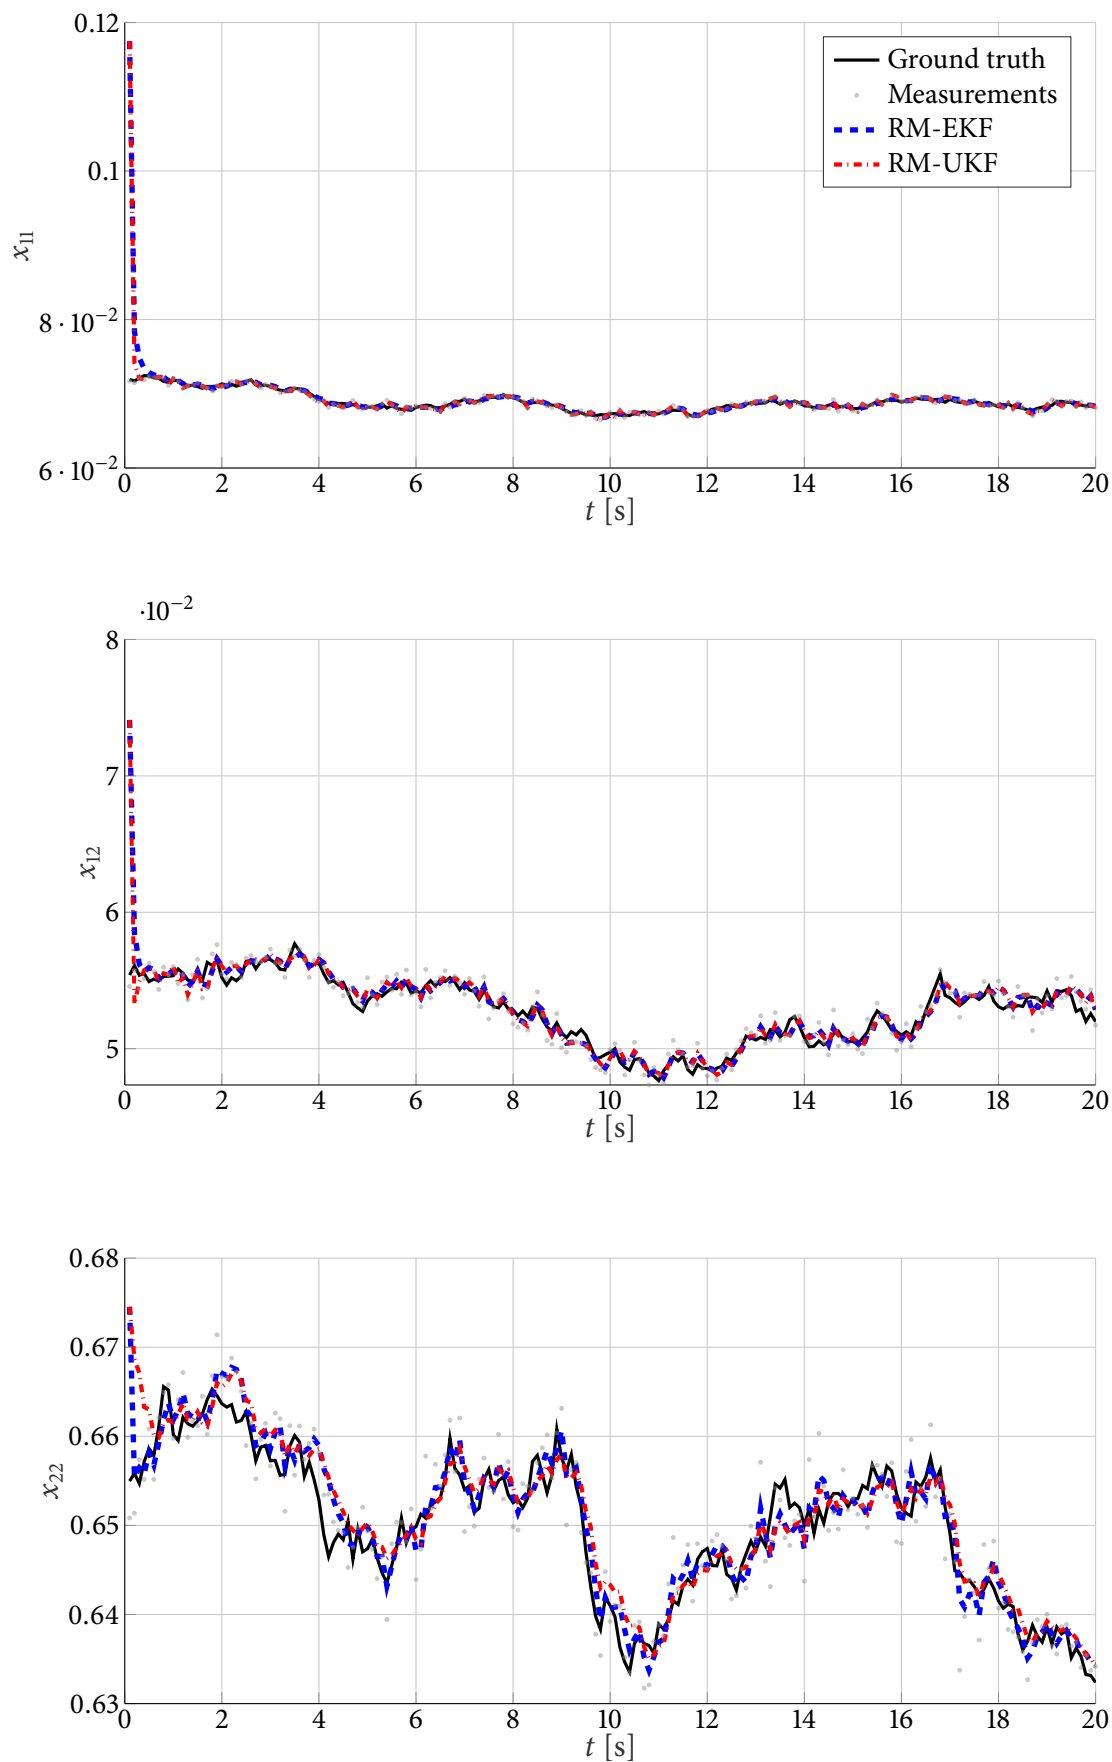 0.12
Ground truth
Measurements
RM-EKF
RM-UKF
0.1
x₁₁
8 · 10⁻²
6 · 10⁻²
0 2 4 6 8 10 12 14 16 18 20
t [s]
·10⁻²
8
7
x₁₂
6
5
0 2 4 6 8 10 12 14 16 18 20
t [s]
0.68
0.67
0.66
x₂₂
0.65
0.64
0.63
0 2 4 6 8 10 12 14 16 18 20
t [s]